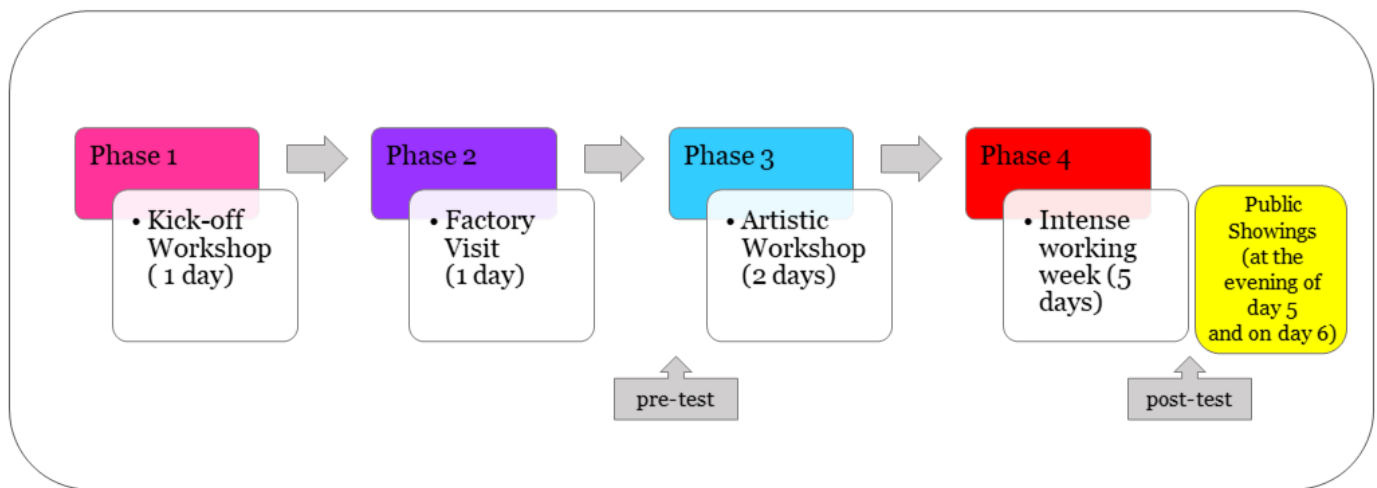 Phase 1
• Kick-off
Workshop
( 1 day)
Phase 2
• Factory
Visit
(1 day)
Phase 3
• Artistic
Workshop
(2 days)
Phase 4
• Intense
working
week (5
days)
Public
Showings
(at the
evening of
day 5
and on day 6)
pre-test
post-test